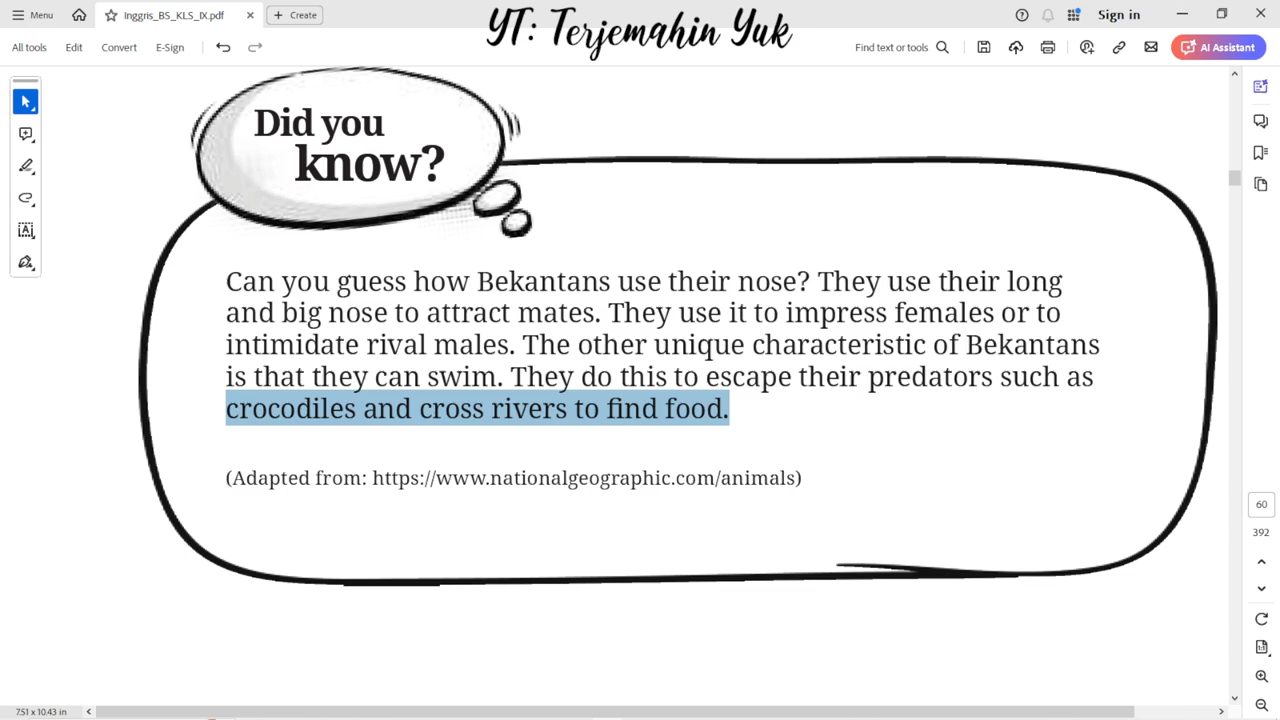 Menu
Inggris_BS_KLS_IX.pdf
Create
YT: Terjemahin Yuk
Sign in
All tools
Edit
Convert
E-Sign
Find text or tools
AI Assistant
Did you
know?
Can you guess how Bekantans use their nose? They use their long
and big nose to attract mates. They use it to impress females or to
intimidate rival males. The other unique characteristic of Bekantans
is that they can swim. They do this to escape their predators such as
crocodiles and cross rivers to find food.
(Adapted from: https://www.nationalgeographic.com/animals)
60
392
7.51 x 10.43 in